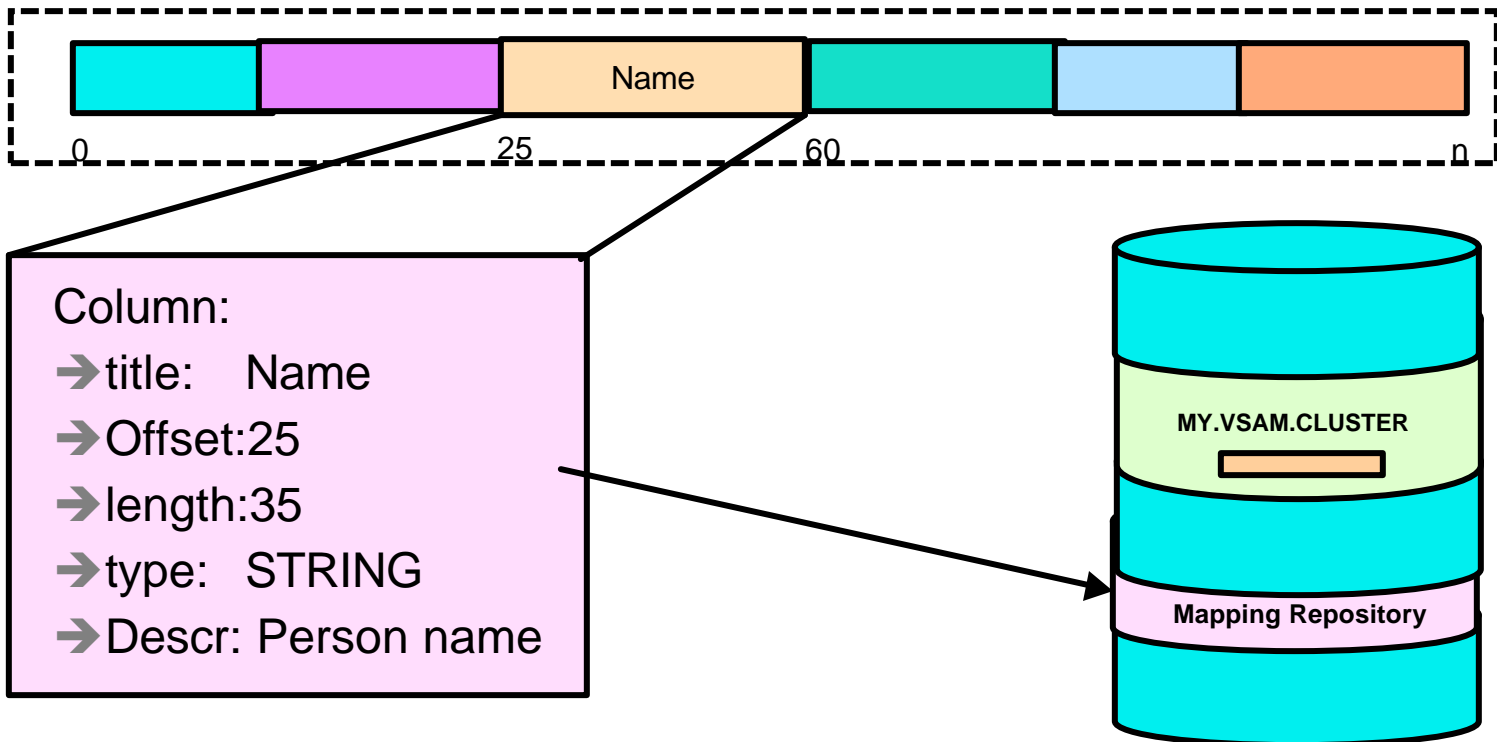 Name
0 25 60 n
Column:
➔title: Name
➔Offset:25
➔length:35
➔type: STRING
➔Descr: Person name
MY.VSAM.CLUSTER
Mapping Repository